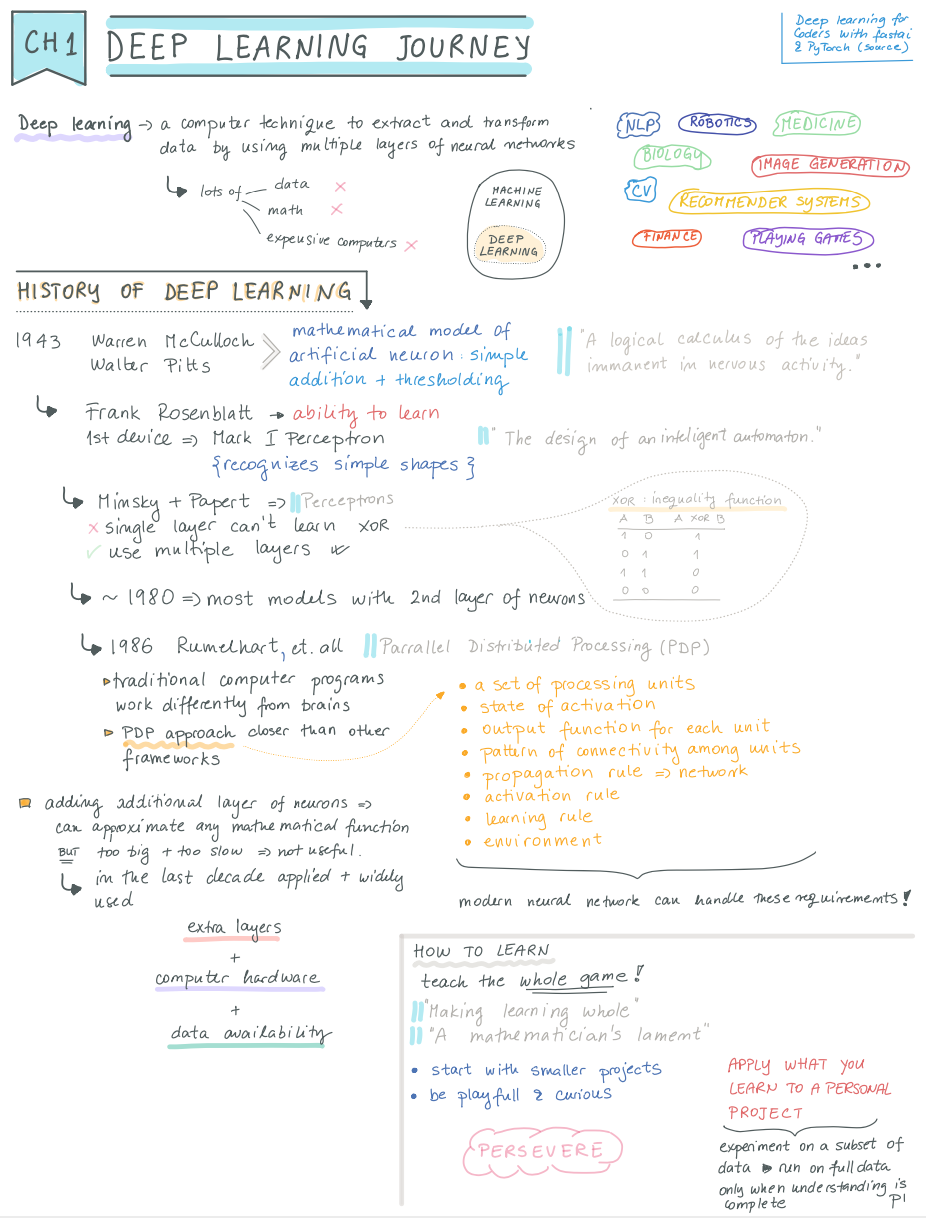 CH1
DEEP LEARNING JOURNEY
Deep learning for
Coders with fastai
& PyTorch (source)
Deep learning → a computer technique to extract and transform
data by using multiple layers of neural networks
lots of
data ×
math ×
expensive computers ×
MACHINE
LEARNING
DEEP
LEARNING
NLP
ROBOTICS
MEDICINE
BIOLOGY
IMAGE GENERATION
CV
RECOMMENDER SYSTEMS
FINANCE
PLAYING GAMES
...
HISTORY OF DEEP LEARNING
1943 Warren McCulloch
Walter Pitts
mathematical model of
artificial neuron: simple
addition + thresholding
"A logical calculus of the ideas
immanent in nervous activity."
Frank Rosenblatt → ability to learn
1st device => Mark I Perceptron
{recognizes simple shapes}
"The design of an inteligent automaton."
Minsky + Papert => Perceptrons
× single layer can't learn XOR
✓ use multiple layers
XOR : inequality function
A B A XOR B
1 0 1
0 1 1
1 1 0
0 0 0
~ 1980 => most models with 2nd layer of neurons
1986 Rumelhart, et. all Parrallel Distributed Processing (PDP)
traditional computer programs
work differently from brains
PDP approach closer than other
frameworks
• a set of processing units
• state of activation
• output function for each unit
• pattern of connectivity among units
• propagation rule => network
• activation rule
• learning rule
• environment
modern neural network can handle these requirements!
adding additional layer of neurons =>
can approximate any mathematical function
BUT too big + too slow => not useful.
in the last decade applied + widely
used
extra layers
+
computer hardware
+
data availability
HOW TO LEARN
teach the whole game!
"Making learning whole"
"A mathematician's lament"
• start with smaller projects
• be playfull & curious
PERSEVERE
APPLY WHAT YOU
LEARN TO A PERSONAL
PROJECT
experiment on a subset of
data ▸ run on full data
only when understanding is
complete P1